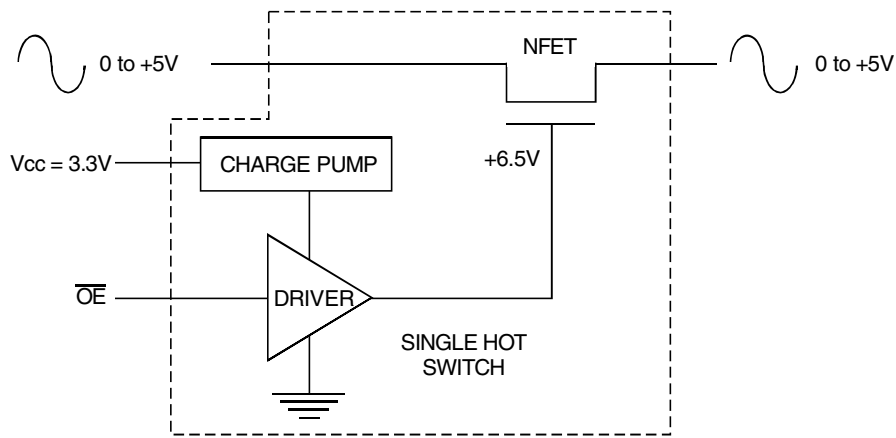 NFET
0 to +5V
0 to +5V
Vcc = 3.3V
CHARGE PUMP
+6.5V
OE
DRIVER
SINGLE HOT
SWITCH